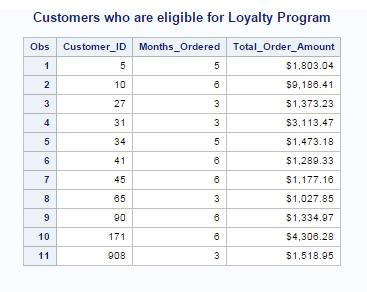 Customers who are eligible for Loyalty Program
Obs Customer_ID Months_Ordered Total_Order_Amount
1 5 5 $1,803.04
2 10 6 $9,186.41
3 27 3 $1,373.23
4 31 3 $3,113.47
5 34 5 $1,473.18
6 41 6 $1,289.33
7 45 6 $1,177.16
8 65 3 $1,027.85
9 90 6 $1,334.97
10 171 6 $4,306.28
11 908 3 $1,518.95